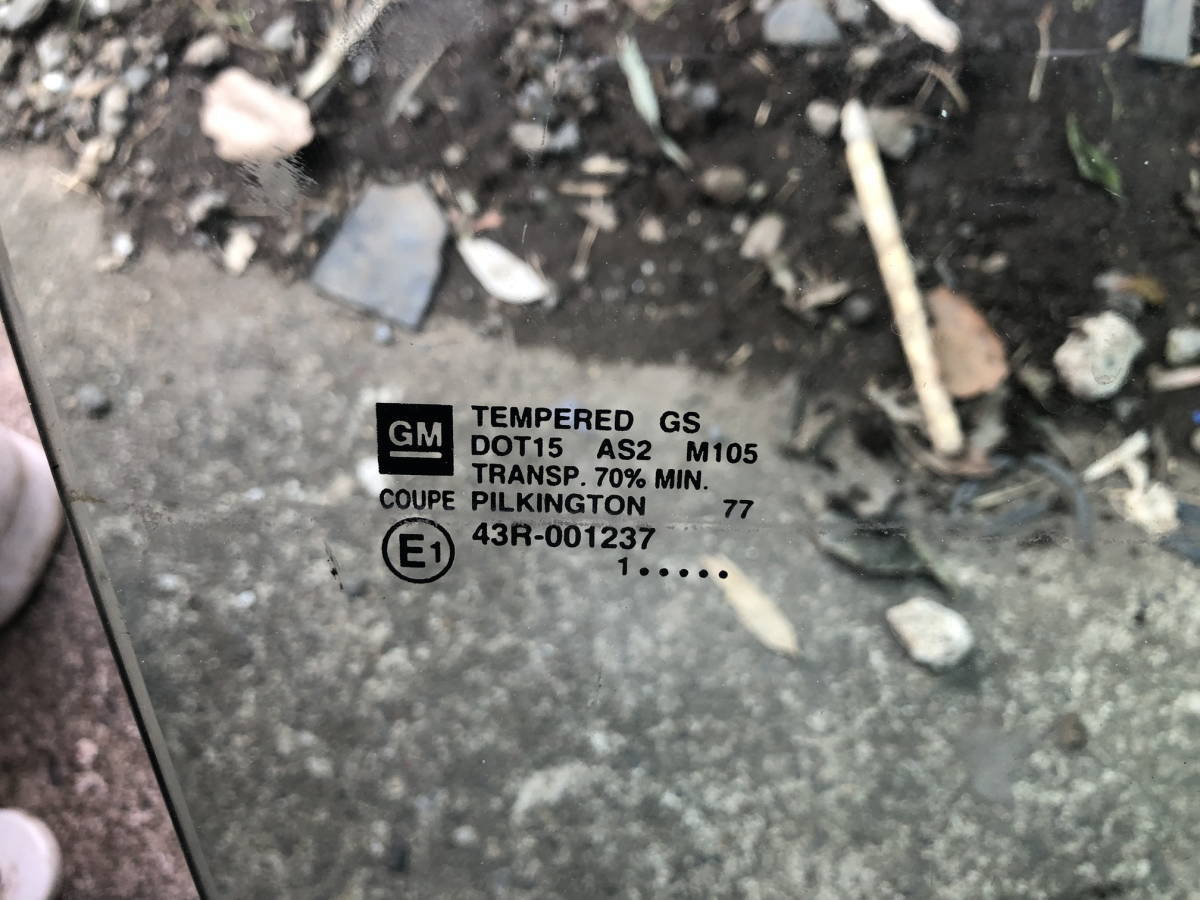 GM TEMPERED GS
DOT15 AS2 M105
TRANSP. 70% MIN.
COUPE PILKINGTON 77
E1 43R-001237
1.....